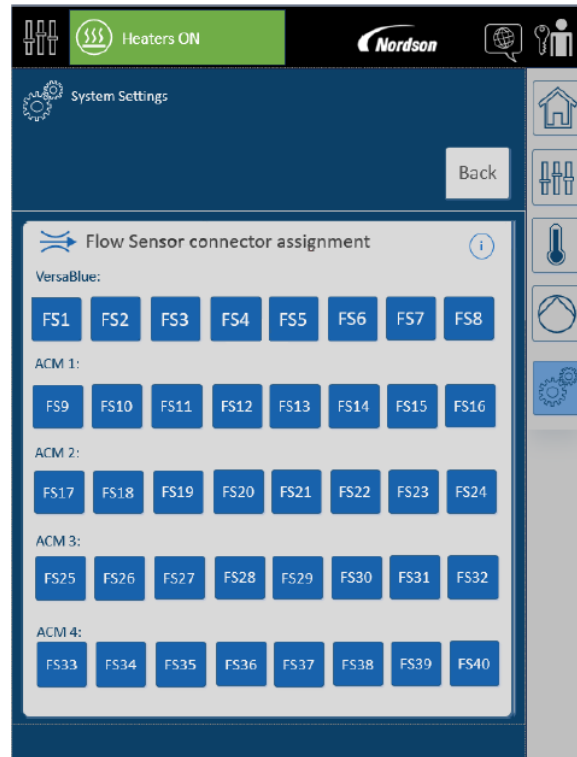 Heaters ON
Nordson
System Settings
Back
Flow Sensor connector assignment
i
VersaBlue:
FS1 FS2 FS3 FS4 FS5 FS6 FS7 FS8
ACM 1:
FS9 FS10 FS11 FS12 FS13 FS14 FS15 FS16
ACM 2:
FS17 FS18 FS19 FS20 FS21 FS22 FS23 FS24
ACM 3:
FS25 FS26 FS27 FS28 FS29 FS30 FS31 FS32
ACM 4:
FS33 FS34 FS35 FS36 FS37 FS38 FS39 FS40